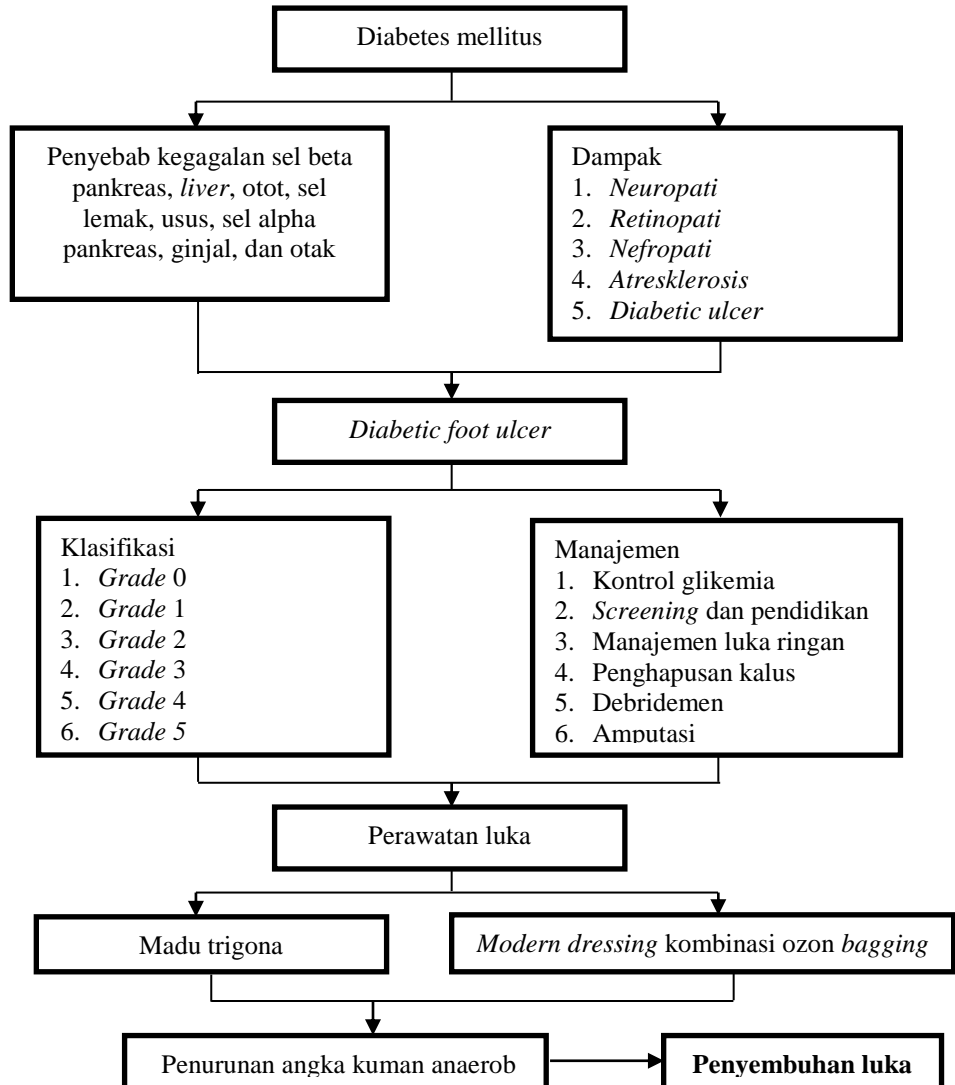 Diabetes mellitus
Penyebab kegagalan sel beta
pankreas, liver, otot, sel
lemak, usus, sel alpha
pankreas, ginjal, dan otak
Dampak
1. Neuropati
2. Retinopati
3. Nefropati
4. Atresklerosis
5. Diabetic ulcer
Diabetic foot ulcer
Klasifikasi
1. Grade 0
2. Grade 1
3. Grade 2
4. Grade 3
5. Grade 4
6. Grade 5
Manajemen
1. Kontrol glikemia
2. Screening dan pendidikan
3. Manajemen luka ringan
4. Penghapusan kalus
5. Debridemen
6. Amputasi
Perawatan luka
Madu trigona
Modern dressing kombinasi ozon bagging
Penurunan angka kuman anaerob
Penyembuhan luka